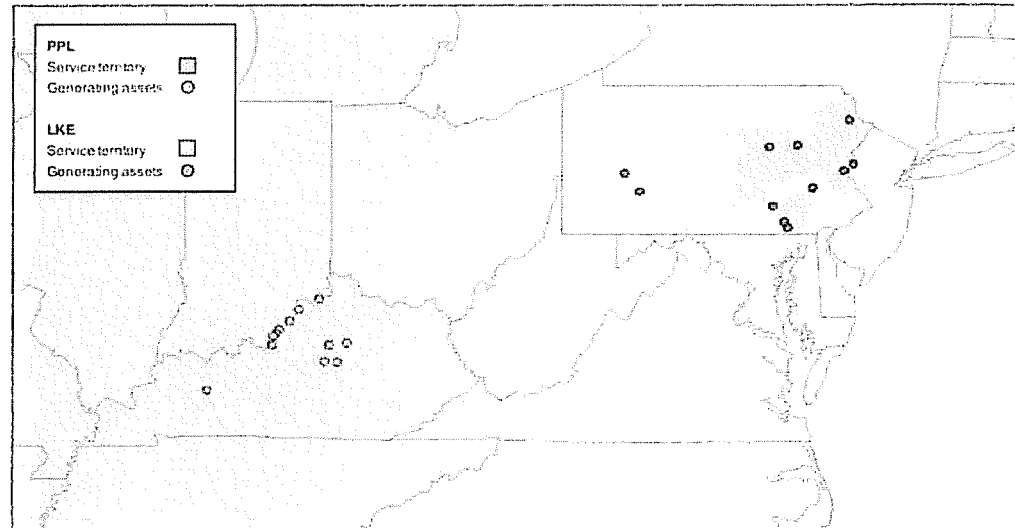 PPL
Service territory
Generating assets
LKE
Service territory
Generating assets